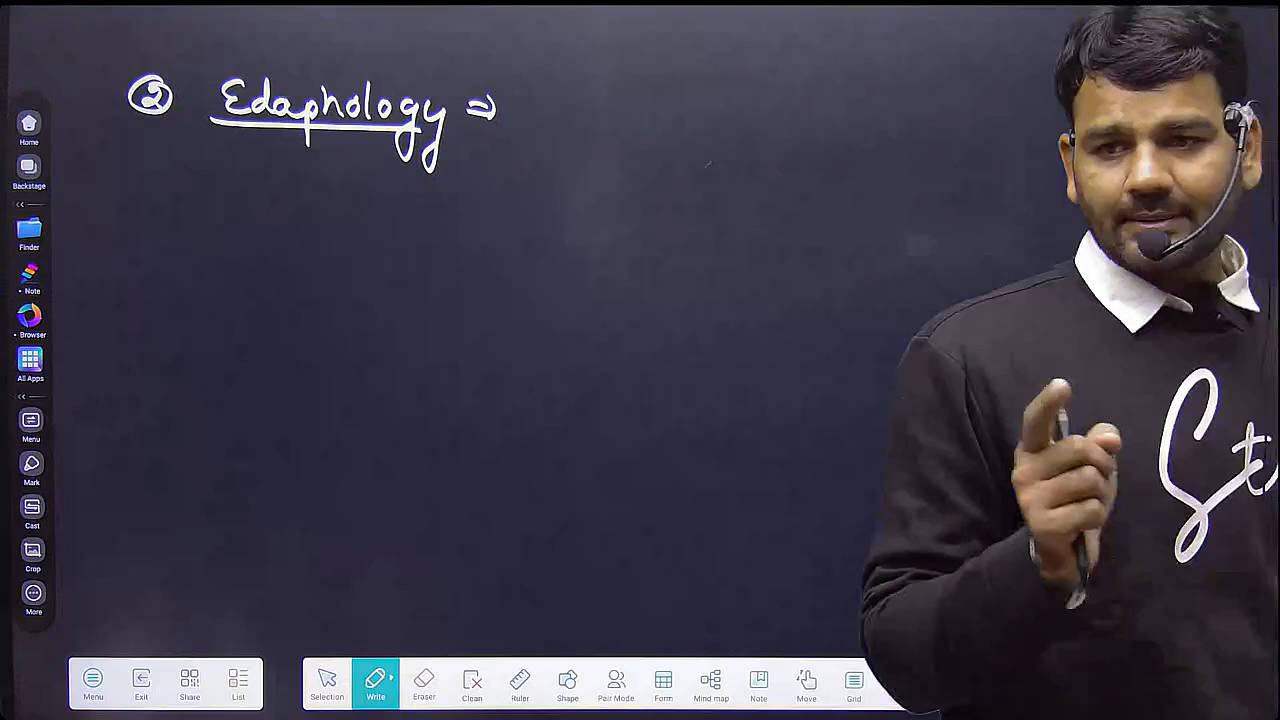 ② Edaphology ⇒
Home
Backstage
Finder
Note
Browser
All Apps
Menu
Mark
Cast
Crop
More
Menu Exit Share List Selection Write Eraser Clean Ruler Shape Pair Mode Form Mind map Note Move Grid